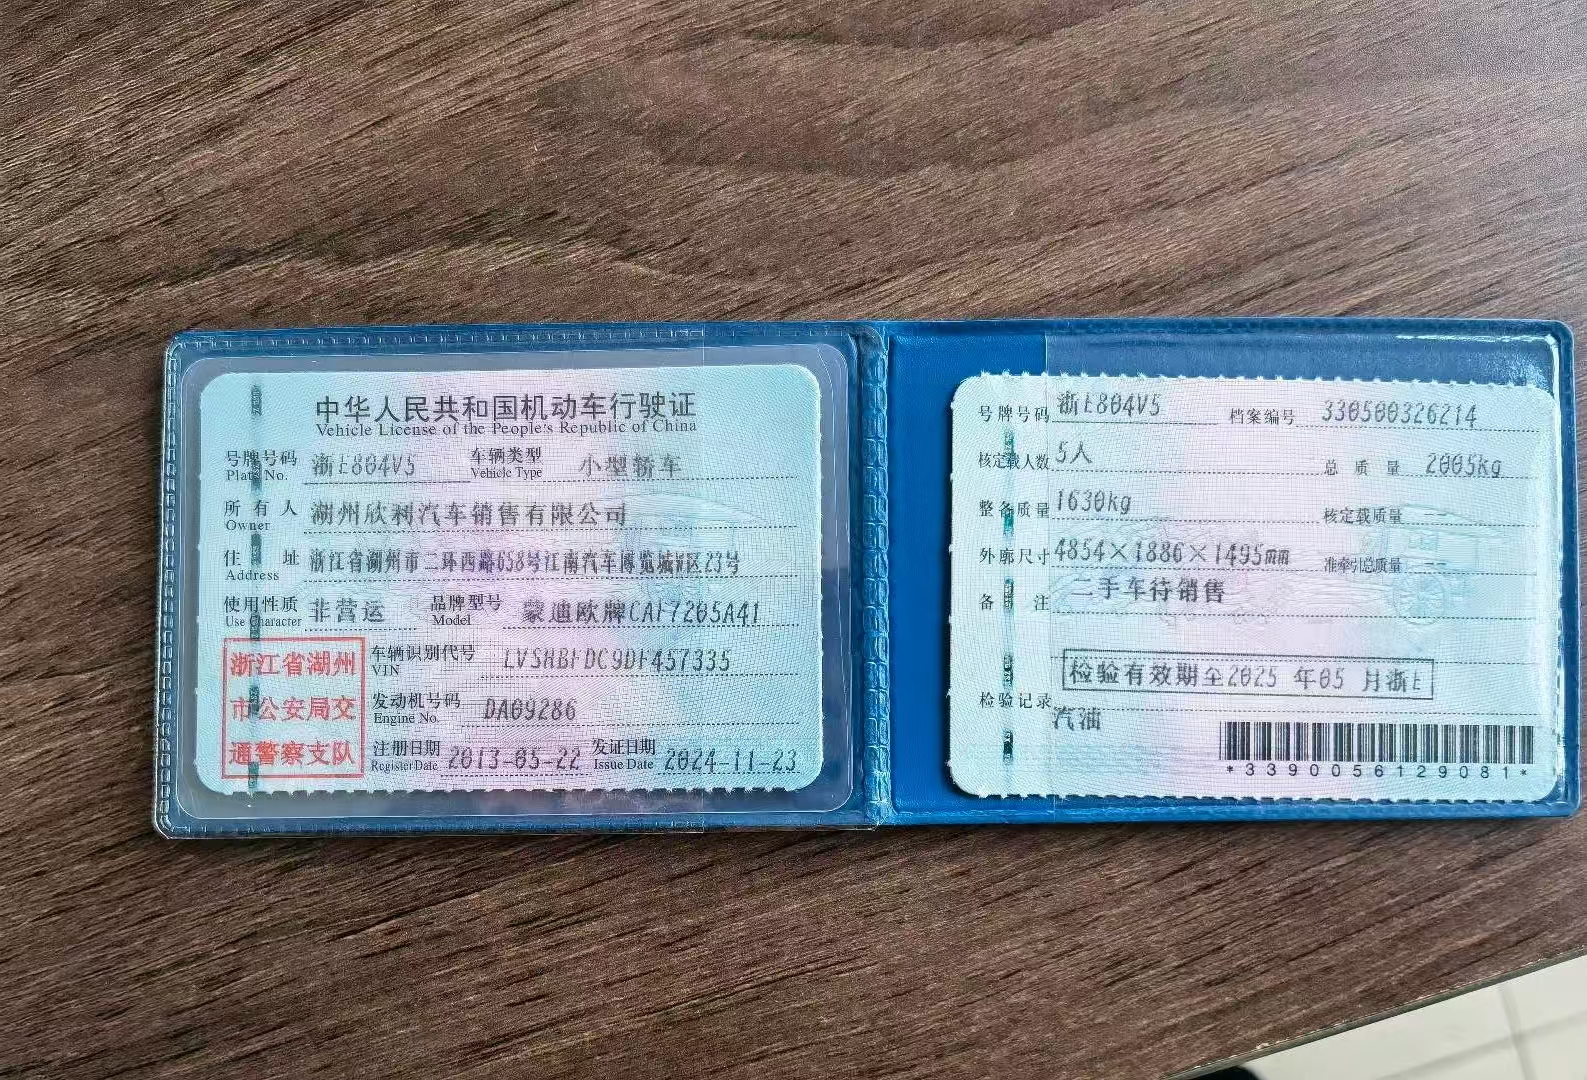 中华人民共和国机动车行驶证
Vehicle License of the People's Republic of China
号牌号码 浙E804V5 车辆类型 小型轿车
Plate No. Vehicle Type
所有人 湖州欣利汽车销售有限公司
Owner
住址 浙江省湖州市二环西路658号江南汽车博览城W区23号
Address
使用性质 非营运 品牌型号 蒙迪欧牌CAF7205A41
Use Character Model
浙江省湖州
市公安局交
通警察支队
车辆识别代号 LVSHBFDC9DF457335
VIN
发动机号码 DA09286
Engine No.
注册日期 2013-05-22 发证日期 2024-11-23
Register Date Issue Date
号牌号码 浙E804V5 档案编号 330500326214
核定载人数 5人 总质量 2005kg
整备质量 1630kg 核定载质量 --
外廓尺寸 4854×1886×1495mm 准牵引总质量 --
备注 二手车待销售
检验有效期至2025 年05 月浙E
检验记录
汽油
*3390056129081*